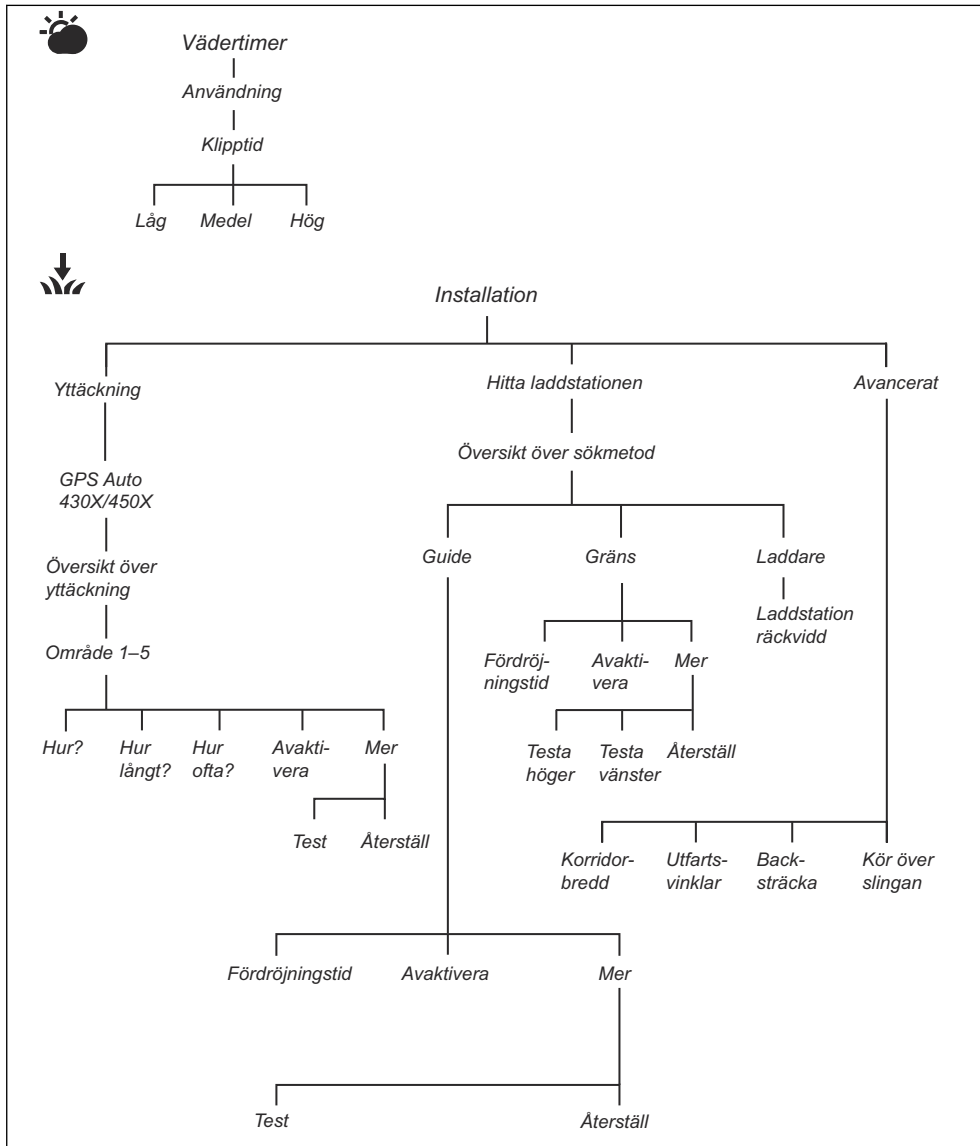 Vädertimer
Användning
Klipptid
Låg Medel Hög
Installation
Yttäckning Hitta laddstationen Avancerat
Översikt över sökmetod
GPS Auto
430X/450X
Guide Gräns Laddare
Översikt över
yttäckning
Laddstation
räckvidd
Område 1–5
Fördröj-
ningstid
Avakti-
vera
Mer
Hur?
Hur
långt?
Hur
ofta?
Avakti-
vera
Mer
Testa
höger
Testa
vänster
Återställ
Test Återställ
Korridor-
bredd
Utfarts-
vinklar
Back-
sträcka
Kör över
slingan
Fördröjningstid Avaktivera Mer
Test Återställ